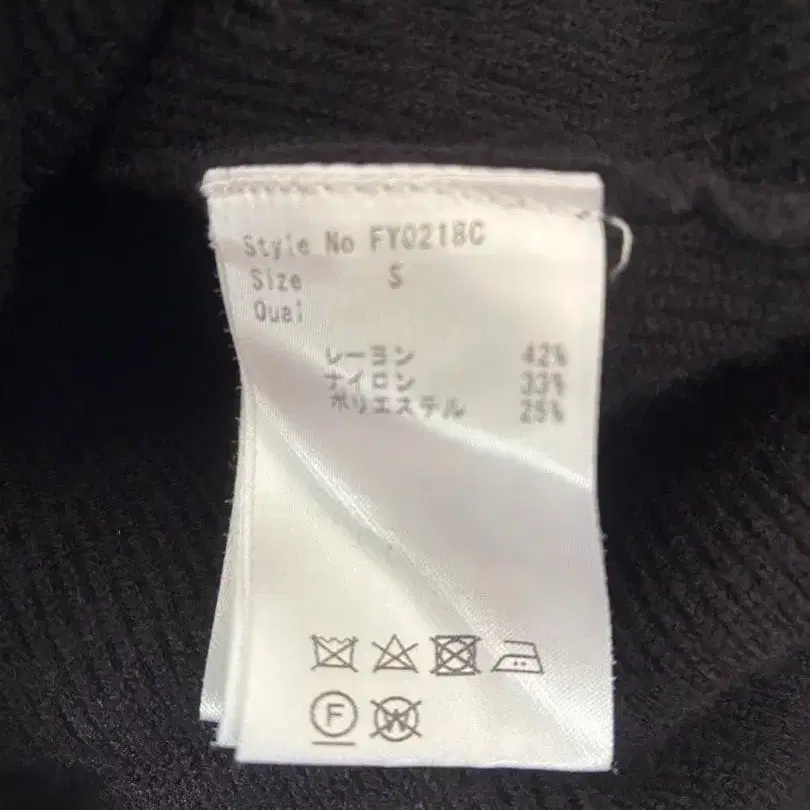 Style No FY0218C
Size S
Qual
レーヨン 42%
ナイロン 33%
ポリエステル 25%
F
W